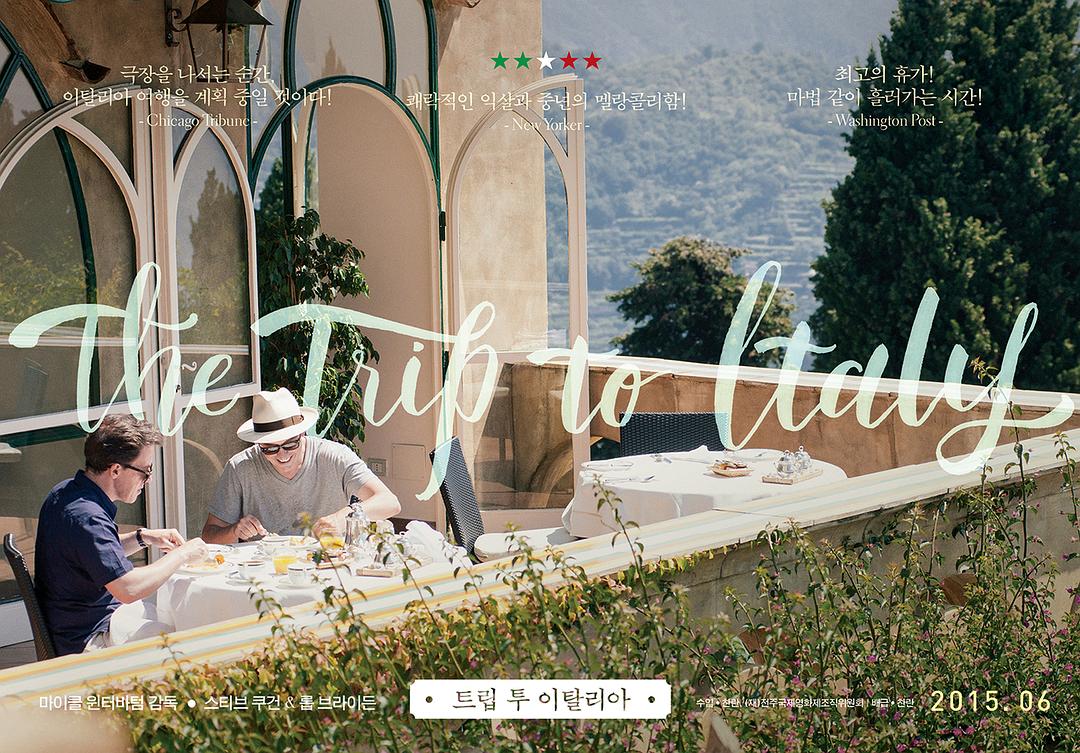 극장을 나서는 순간,
이탈리아 여행을 계획 중일 것이다!
- Chicago Tribune -
쾌락적인 익살과 중년의 멜랑콜리함!
- New Yorker -
최고의 휴가!
마법 같이 흘러가는 시간!
- Washington Post -
The Trip to Italy
마이클 윈터바텀 감독 ● 스티브 쿠건 & 롭 브라이든
• 트립 투 이탈리아 •
수입 • 찬란, (재)전주국제영화제조직위원회 | 배급 • 찬란
2015.06